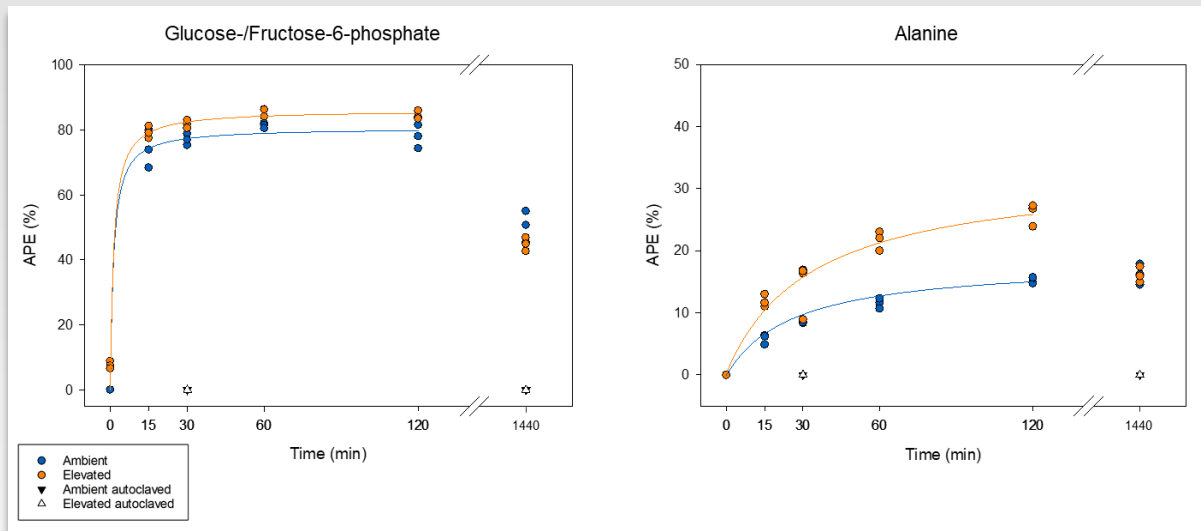 Glucose-/Fructose-6-phosphate
100
80
60
40
20
0
APE (%)
0 15 30 60 120 1440
Time (min)
Alanine
50
40
30
20
10
0
APE (%)
0 15 30 60 120 1440
Time (min)
Ambient
Elevated
Ambient autoclaved
Elevated autoclaved